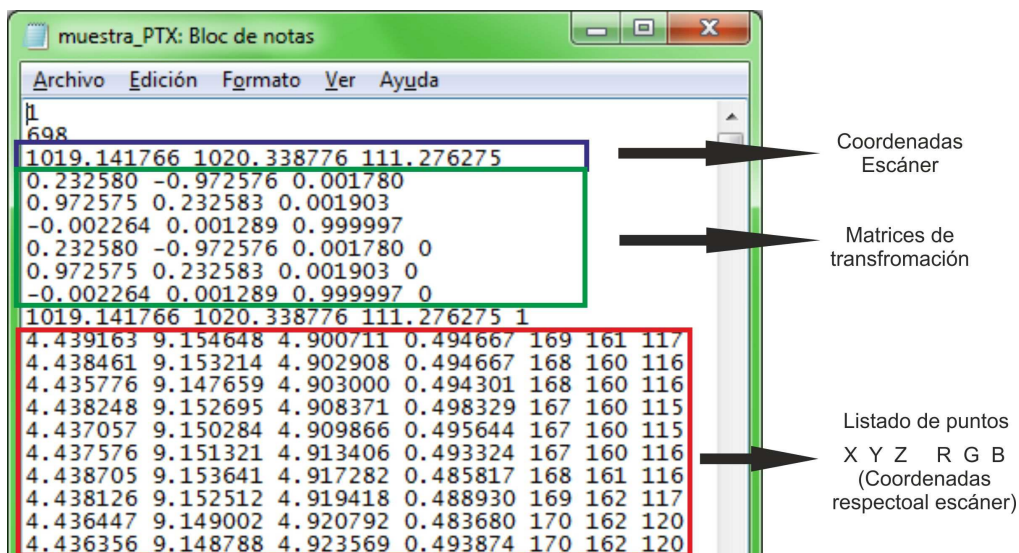 muestra_PTX: Bloc de notas
Archivo Edición Formato Ver Ayuda
1
698
1019.141766 1020.338776 111.276275
0.232580 -0.972576 0.001780
0.972575 0.232583 0.001903
-0.002264 0.001289 0.999997
0.232580 -0.972576 0.001780 0
0.972575 0.232583 0.001903 0
-0.002264 0.001289 0.999997 0
1019.141766 1020.338776 111.276275 1
4.439163 9.154648 4.900711 0.494667 169 161 117
4.438461 9.153214 4.902908 0.494667 168 160 116
4.435776 9.147659 4.903000 0.494301 168 160 116
4.438248 9.152695 4.908371 0.498329 167 160 115
4.437057 9.150284 4.909866 0.495644 167 160 115
4.437576 9.151321 4.913406 0.493324 167 160 116
4.438705 9.153641 4.917282 0.485817 168 161 116
4.438126 9.152512 4.919418 0.488930 169 162 117
4.436447 9.149002 4.920792 0.483680 170 162 120
4.436356 9.148788 4.923569 0.493874 170 162 120
Coordenadas
Escáner
Matrices de
transfromación
Listado de puntos
X Y Z R G B
(Coordenadas
respectoal escáner)